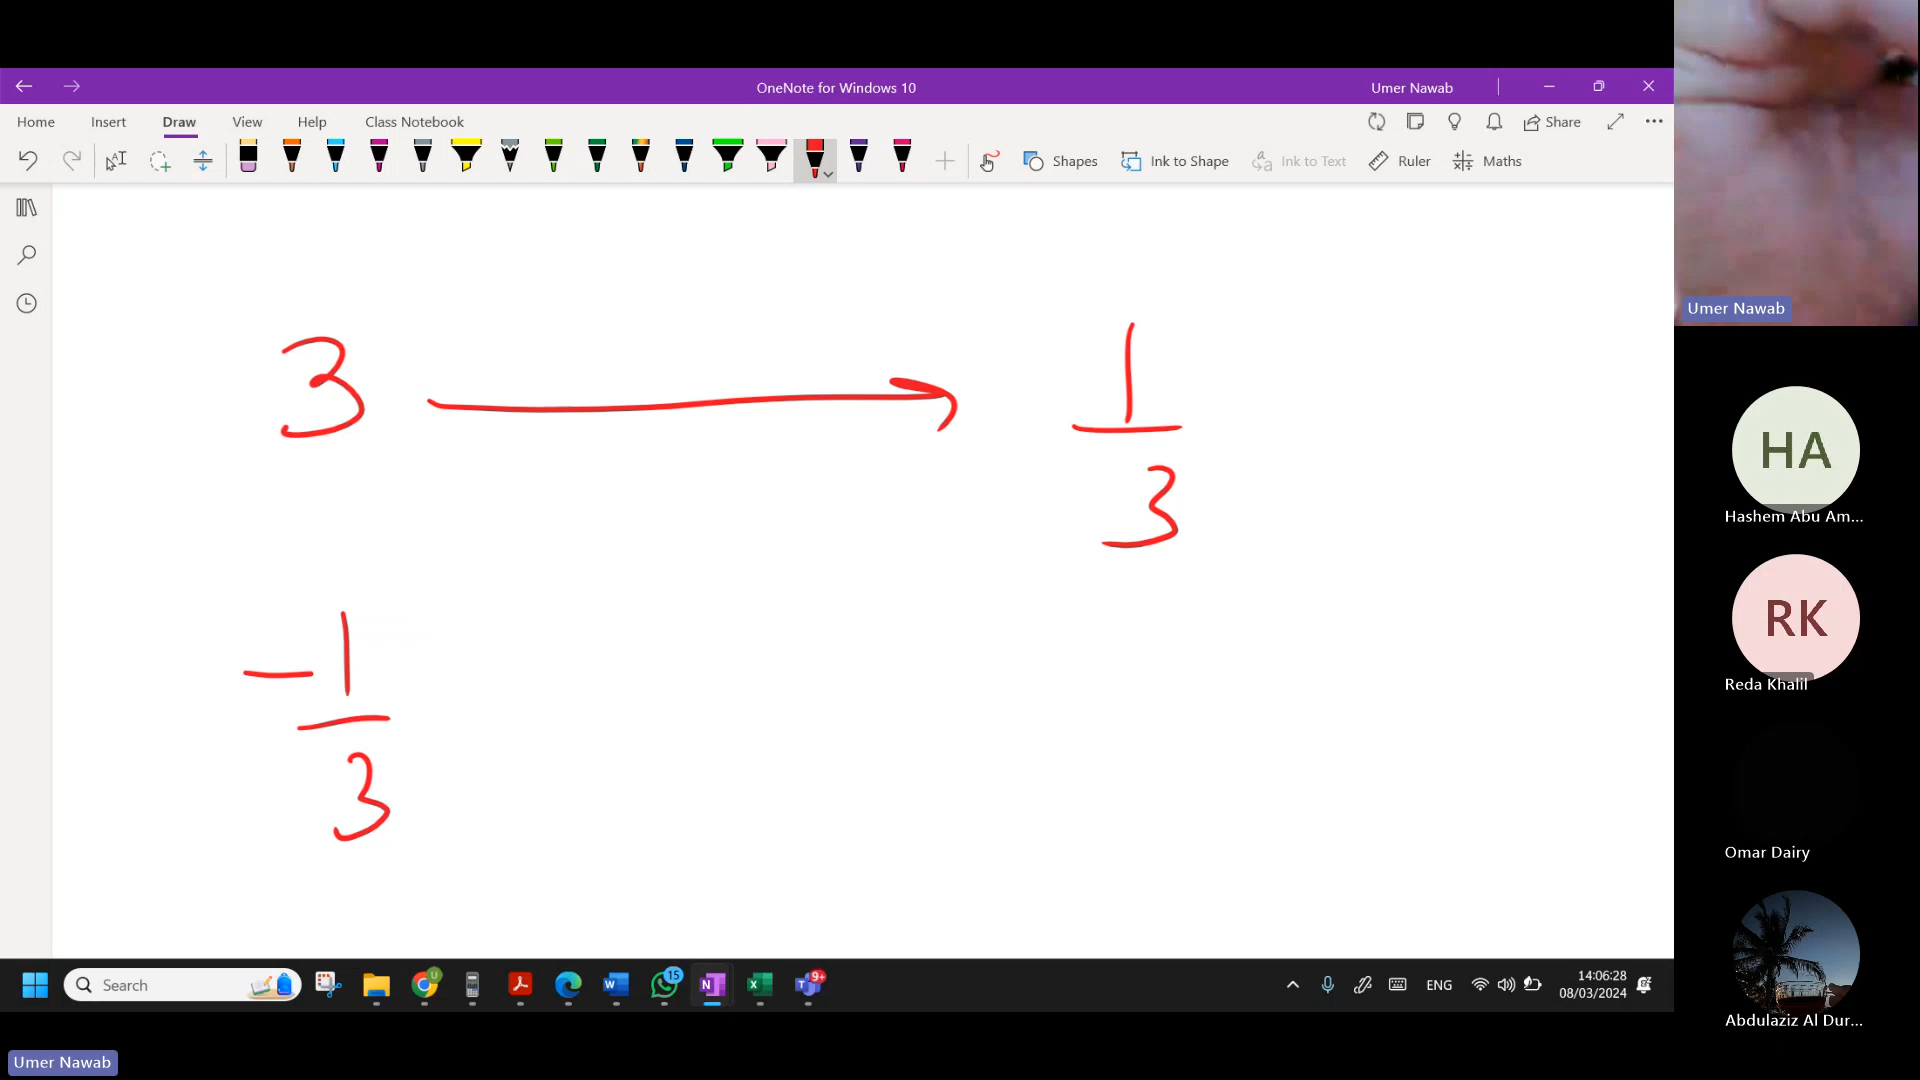 OneNote for Windows 10
Umer Nawab
Home Insert Draw View Help Class Notebook
Share
Shapes Ink to Shape Ink to Text Ruler Maths
3 → 1/3
-1/3
Umer Nawab
HA
Hashem Abu Am...
RK
Reda Khalil
Omar Dairy
Abdulaziz Al Dur...
Search
U
W
15
N
X
T
9+
ENG
14:06:28
08/03/2024
Umer Nawab